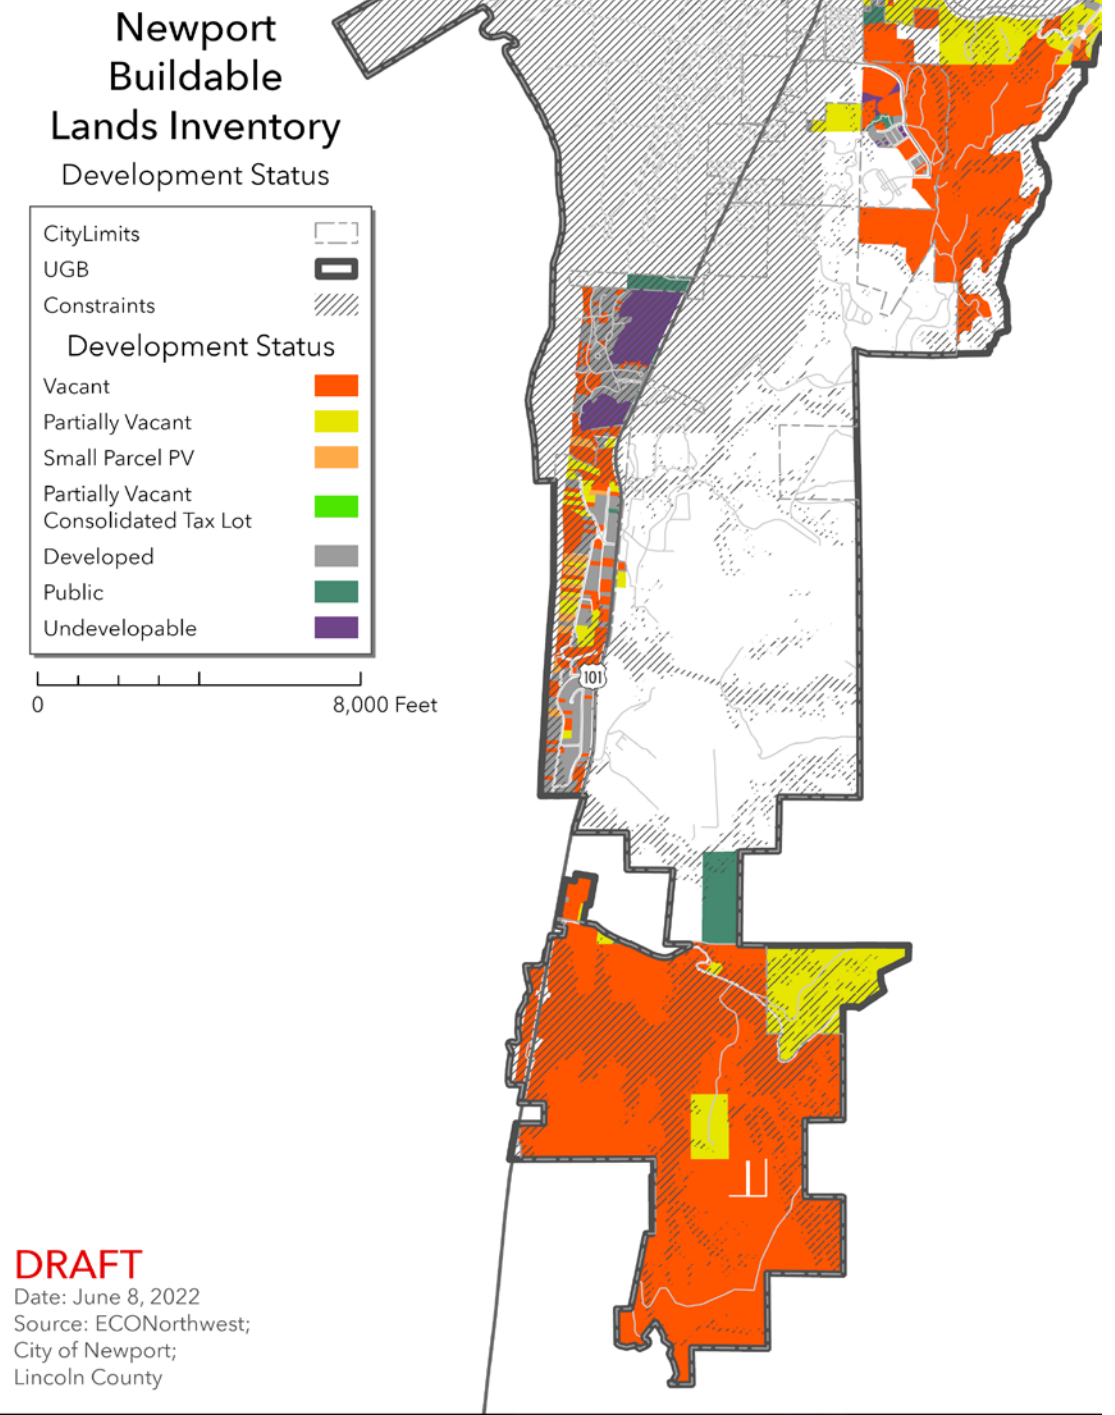 Newport
Buildable
Lands Inventory
Development Status
CityLimits
UGB
Constraints
Development Status
Vacant
Partially Vacant
Small Parcel PV
Partially Vacant
Consolidated Tax Lot
Developed
Public
Undevelopable
0
8,000 Feet
101
DRAFT
Date: June 8, 2022
Source: ECONorthwest;
City of Newport;
Lincoln County